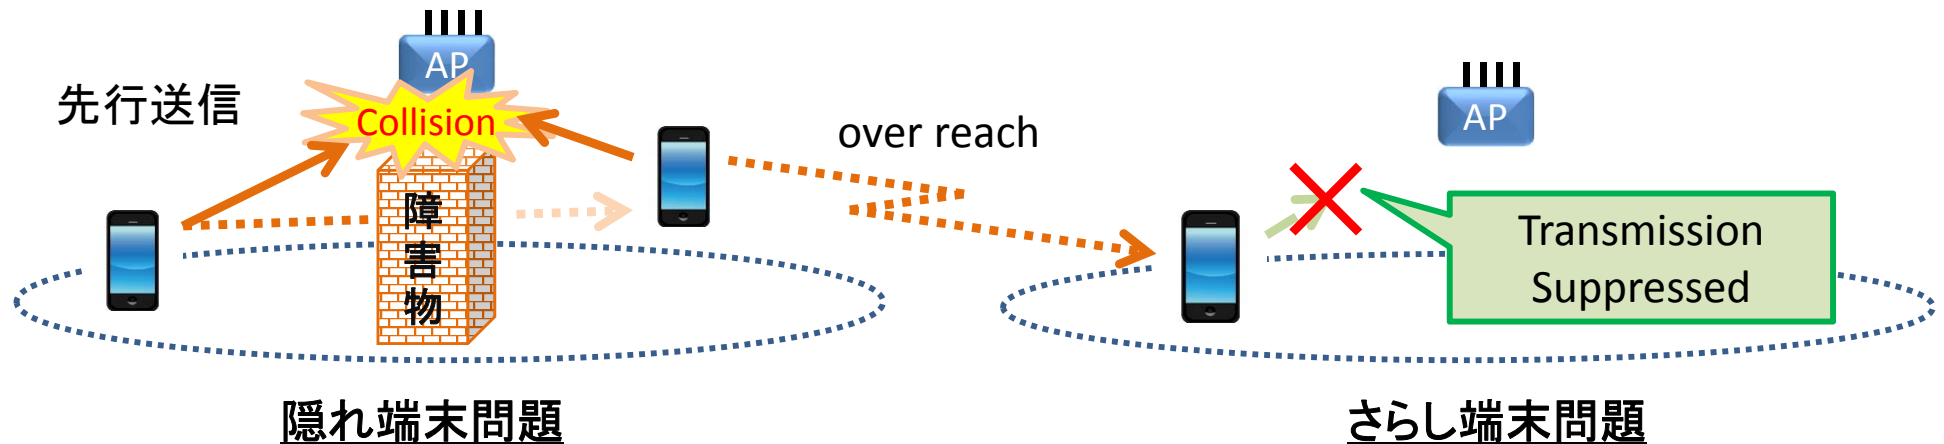 AP
先行送信
Collision
障
害
物
over reach
AP
Transmission
Suppressed
隠れ端末問題
さらし端末問題